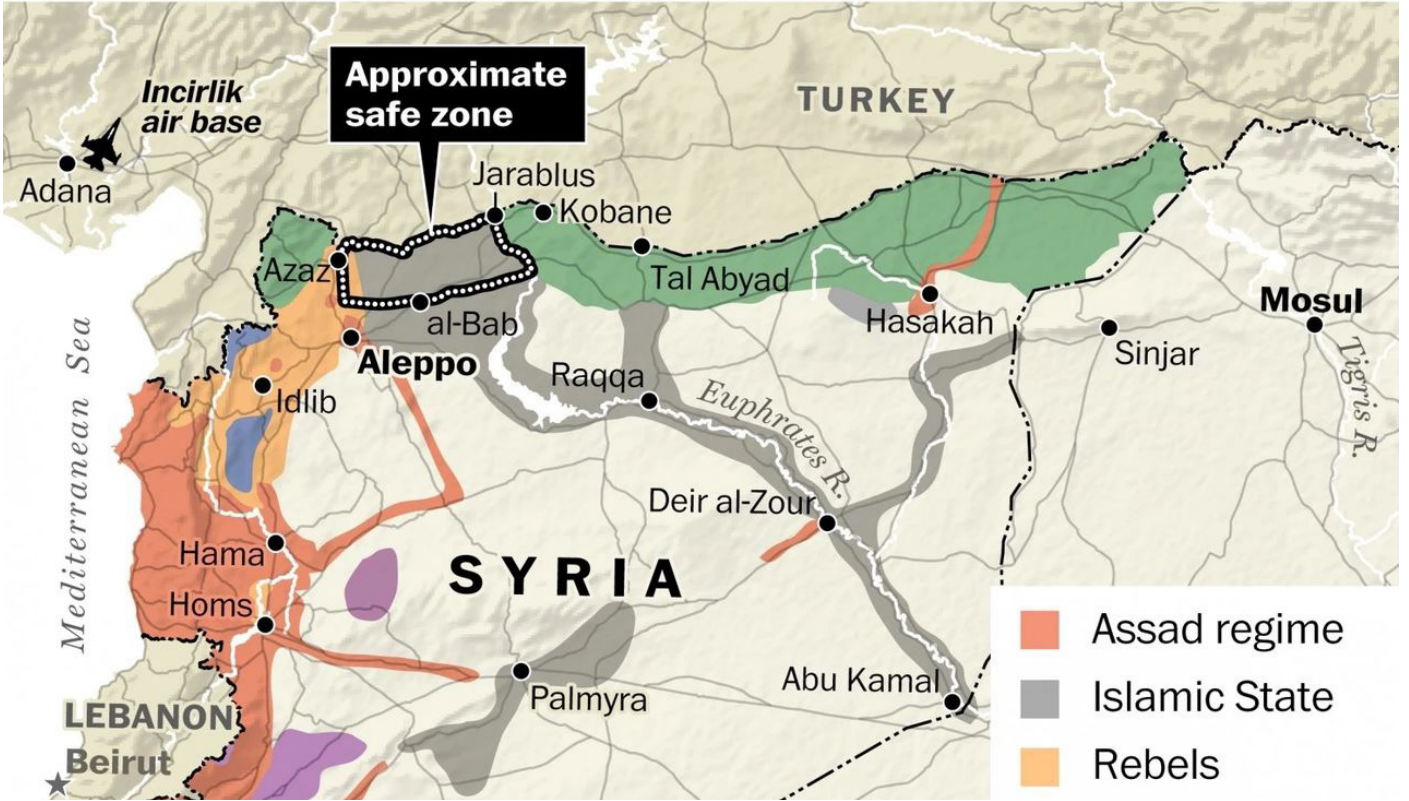 Incirlik
air base
Adana
Approximate
safe zone
TURKEY
Jarablus
Kobane
Azaz
Tal Abyad
al-Bab
Hasakah
Mosul
Sinjar
Tigris R.
Aleppo
Idlib
Raqqa
Euphrates R.
Mediterranean Sea
Deir al-Zour
Hama
SYRIA
Homs
Palmyra
Abu Kamal
LEBANON
Beirut
Assad regime
Islamic State
Rebels